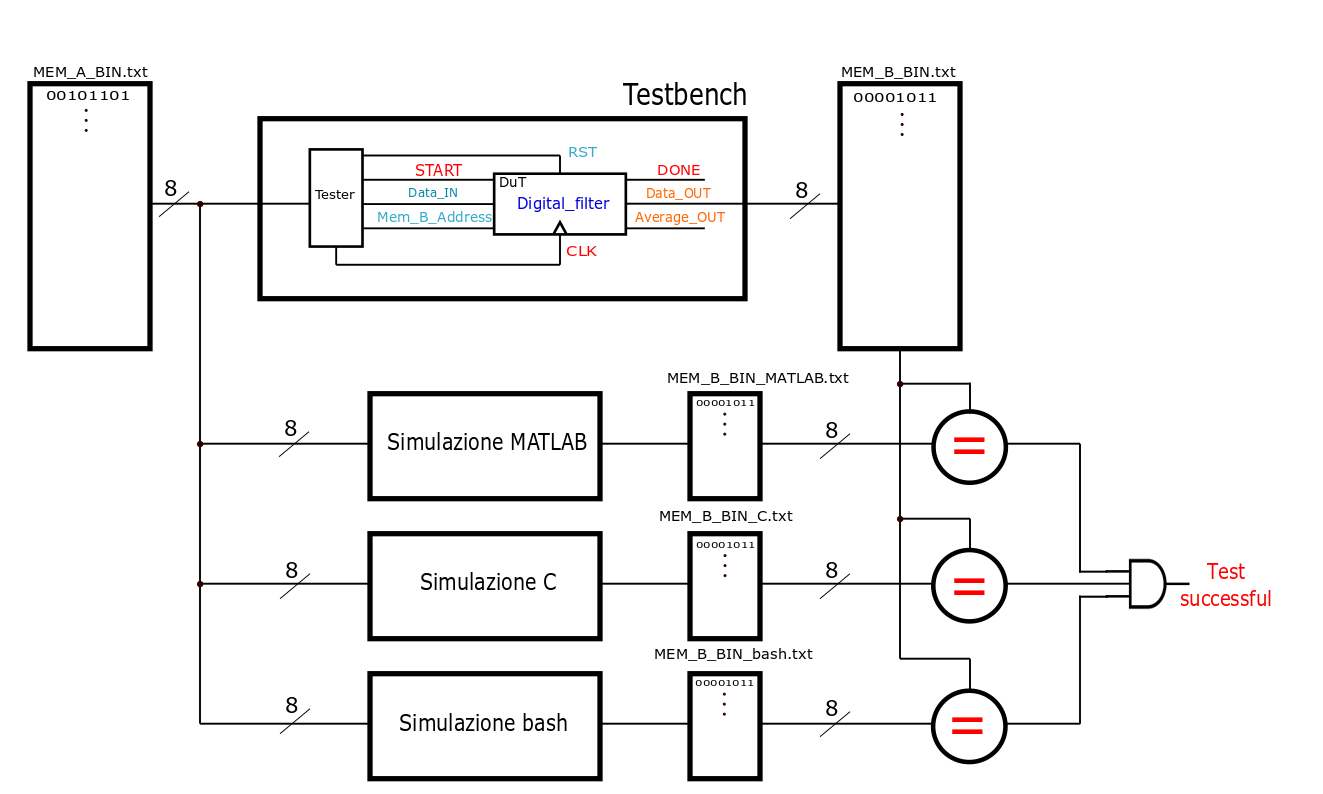 MEM_A_BIN.txt
00101101
8
Testbench
Tester
RST
START
Data_IN
Mem_B_Address
DuT
Digital_filter
CLK
DONE
Data_OUT
Average_OUT
8
MEM_B_BIN.txt
00001011
8
Simulazione MATLAB
MEM_B_BIN_MATLAB.txt
00001011
8
=
8
Simulazione C
MEM_B_BIN_C.txt
00001011
8
=
Test
successful
8
Simulazione bash
MEM_B_BIN_bash.txt
00001011
8
=